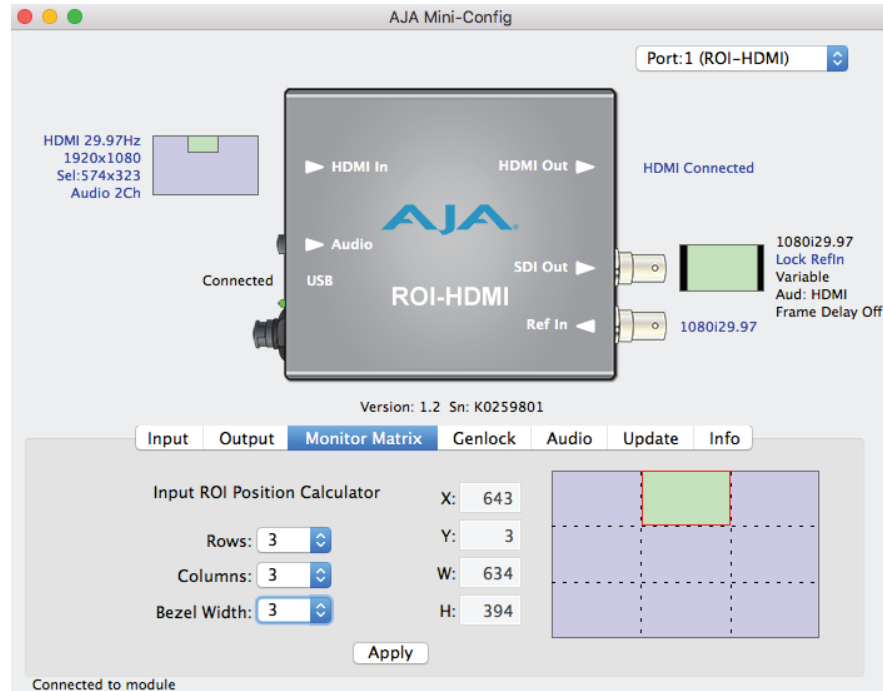 AJA Mini-Config
Port:1 (ROI-HDMI)
HDMI 29.97Hz
1920x1080
Sel:574x323
Audio 2Ch
HDMI In
HDMI Out
HDMI Connected
AJA.
Audio
Connected
USB
SDI Out
ROI-HDMI
Ref In
1080i29.97
Lock RefIn
Variable
Aud: HDMI
Frame Delay Off
1080i29.97
Version: 1.2 Sn: K0259801
Input Output Monitor Matrix Genlock Audio Update Info
Input ROI Position Calculator
Rows: 3
Columns: 3
Bezel Width: 3
X: 643
Y: 3
W: 634
H: 394
Apply
Connected to module